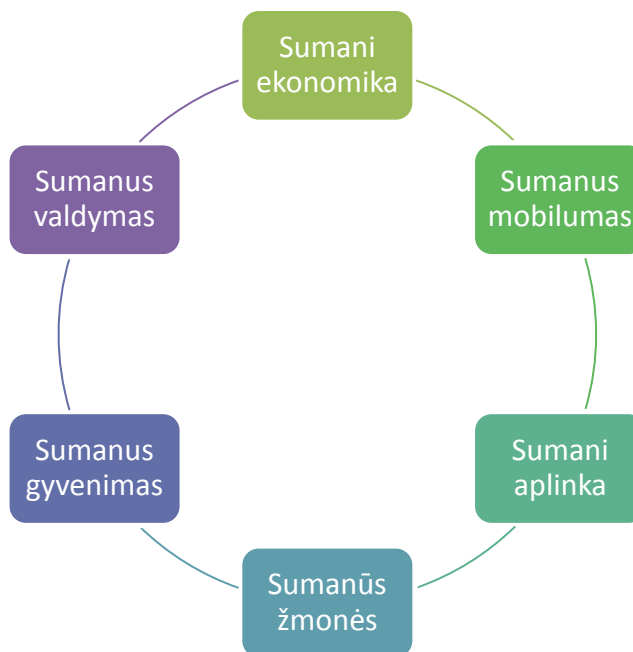 Sumani
ekonomika
Sumanus
mobilumas
Sumani
aplinka
Sumanūs
žmonės
Sumanus
gyvenimas
Sumanus
valdymas